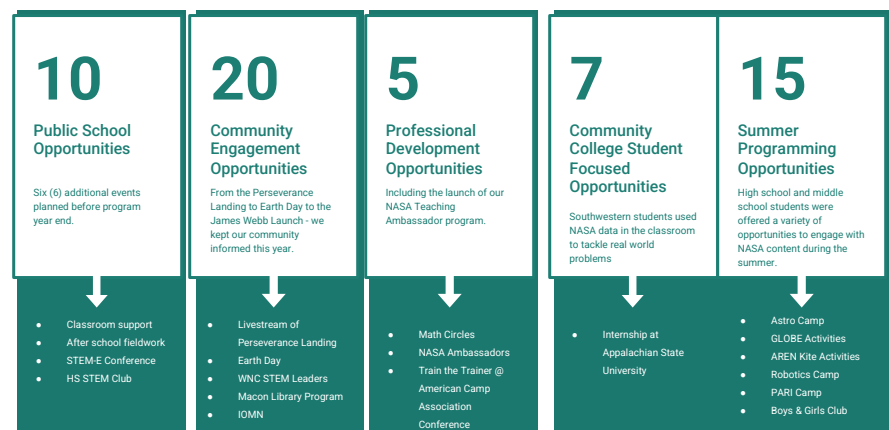 10
Public School
Opportunities
Six (6) additional events
planned before program
year end.
● Classroom support
● After school fieldwork
● STEM-E Conference
● HS STEM Club
20
Community
Engagement
Opportunities
From the Perseverance
Landing to Earth Day to the
James Webb Launch - we
kept our community
informed this year.
● Livestream of
Perseverance Landing
● Earth Day
● WNC STEM Leaders
● Macon Library Program
● IOMN
5
Professional
Development
Opportunities
Including the launch of our
NASA Teaching
Ambassador program.
● Math Circles
● NASA Ambassadors
● Train the Trainer @
American Camp
Association
Conference
7
Community
College Student
Focused
Opportunities
Southwestern students used
NASA data in the classroom
to tackle real world
problems
● Internship at
Appalachian State
University
15
Summer
Programming
Opportunities
High school and middle
school students were
offered a variety of
opportunities to engage with
NASA content during the
summer.
● Astro Camp
● GLOBE Activities
● AREN Kite Activities
● Robotics Camp
● PARI Camp
● Boys & Girls Club